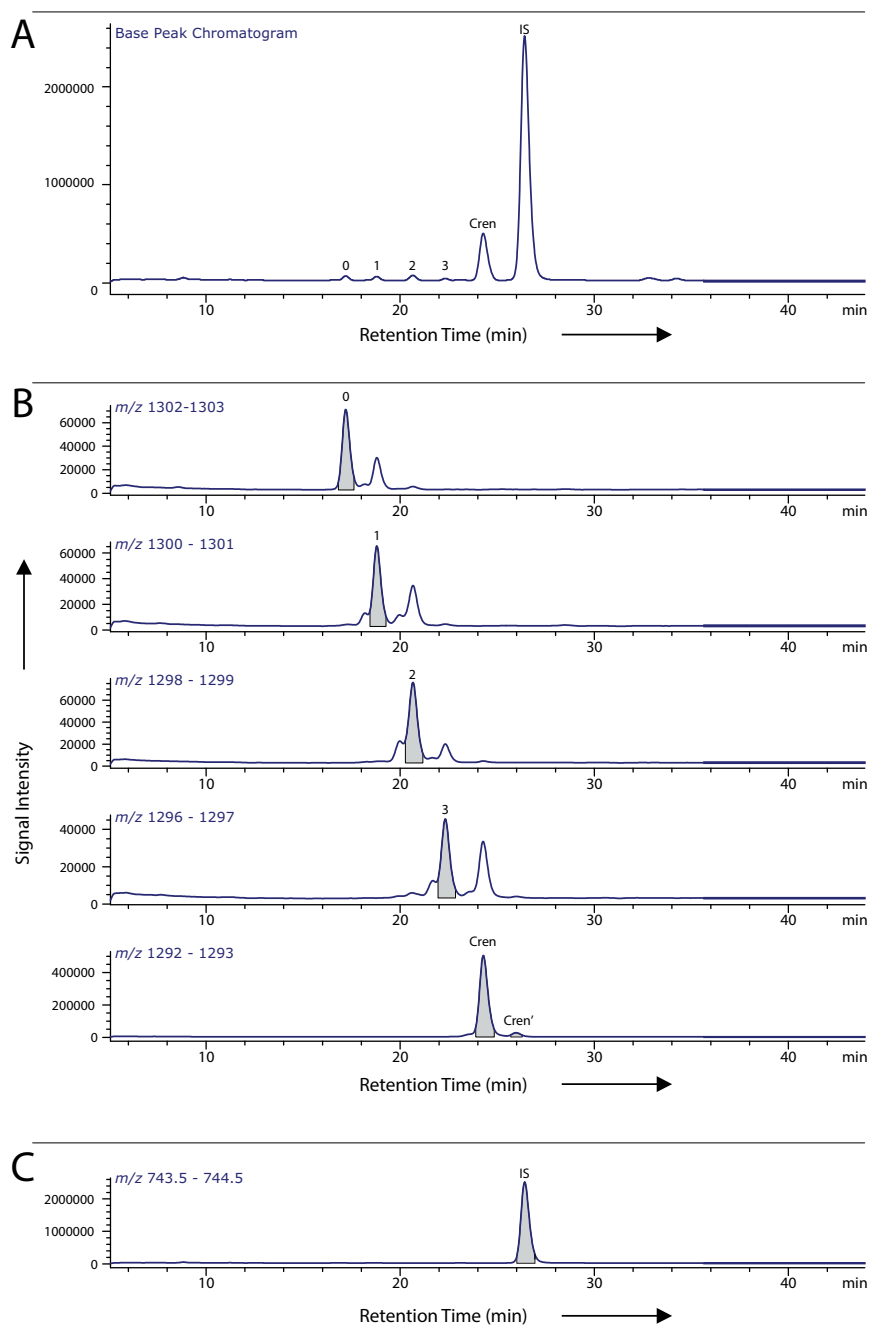 A
Base Peak Chromatogram
IS
2000000
1000000
Cren
0 1 2 3
0
10 20 30 40 min
Retention Time (min)
B
m/z 1302-1303
0
60000
40000
20000
0
10 20 30 40 min
m/z 1300 - 1301
1
60000
40000
20000
0
10 20 30 40 min
m/z 1298 - 1299
2
60000
40000
20000
0
10 20 30 40 min
m/z 1296 - 1297
3
40000
20000
0
10 20 30 40 min
m/z 1292 - 1293
Cren
400000
200000
Cren′
0
10 20 30 40 min
Signal Intensity
Retention Time (min)
C
m/z 743.5 - 744.5
IS
2000000
1000000
0
10 20 30 40 min
Retention Time (min)